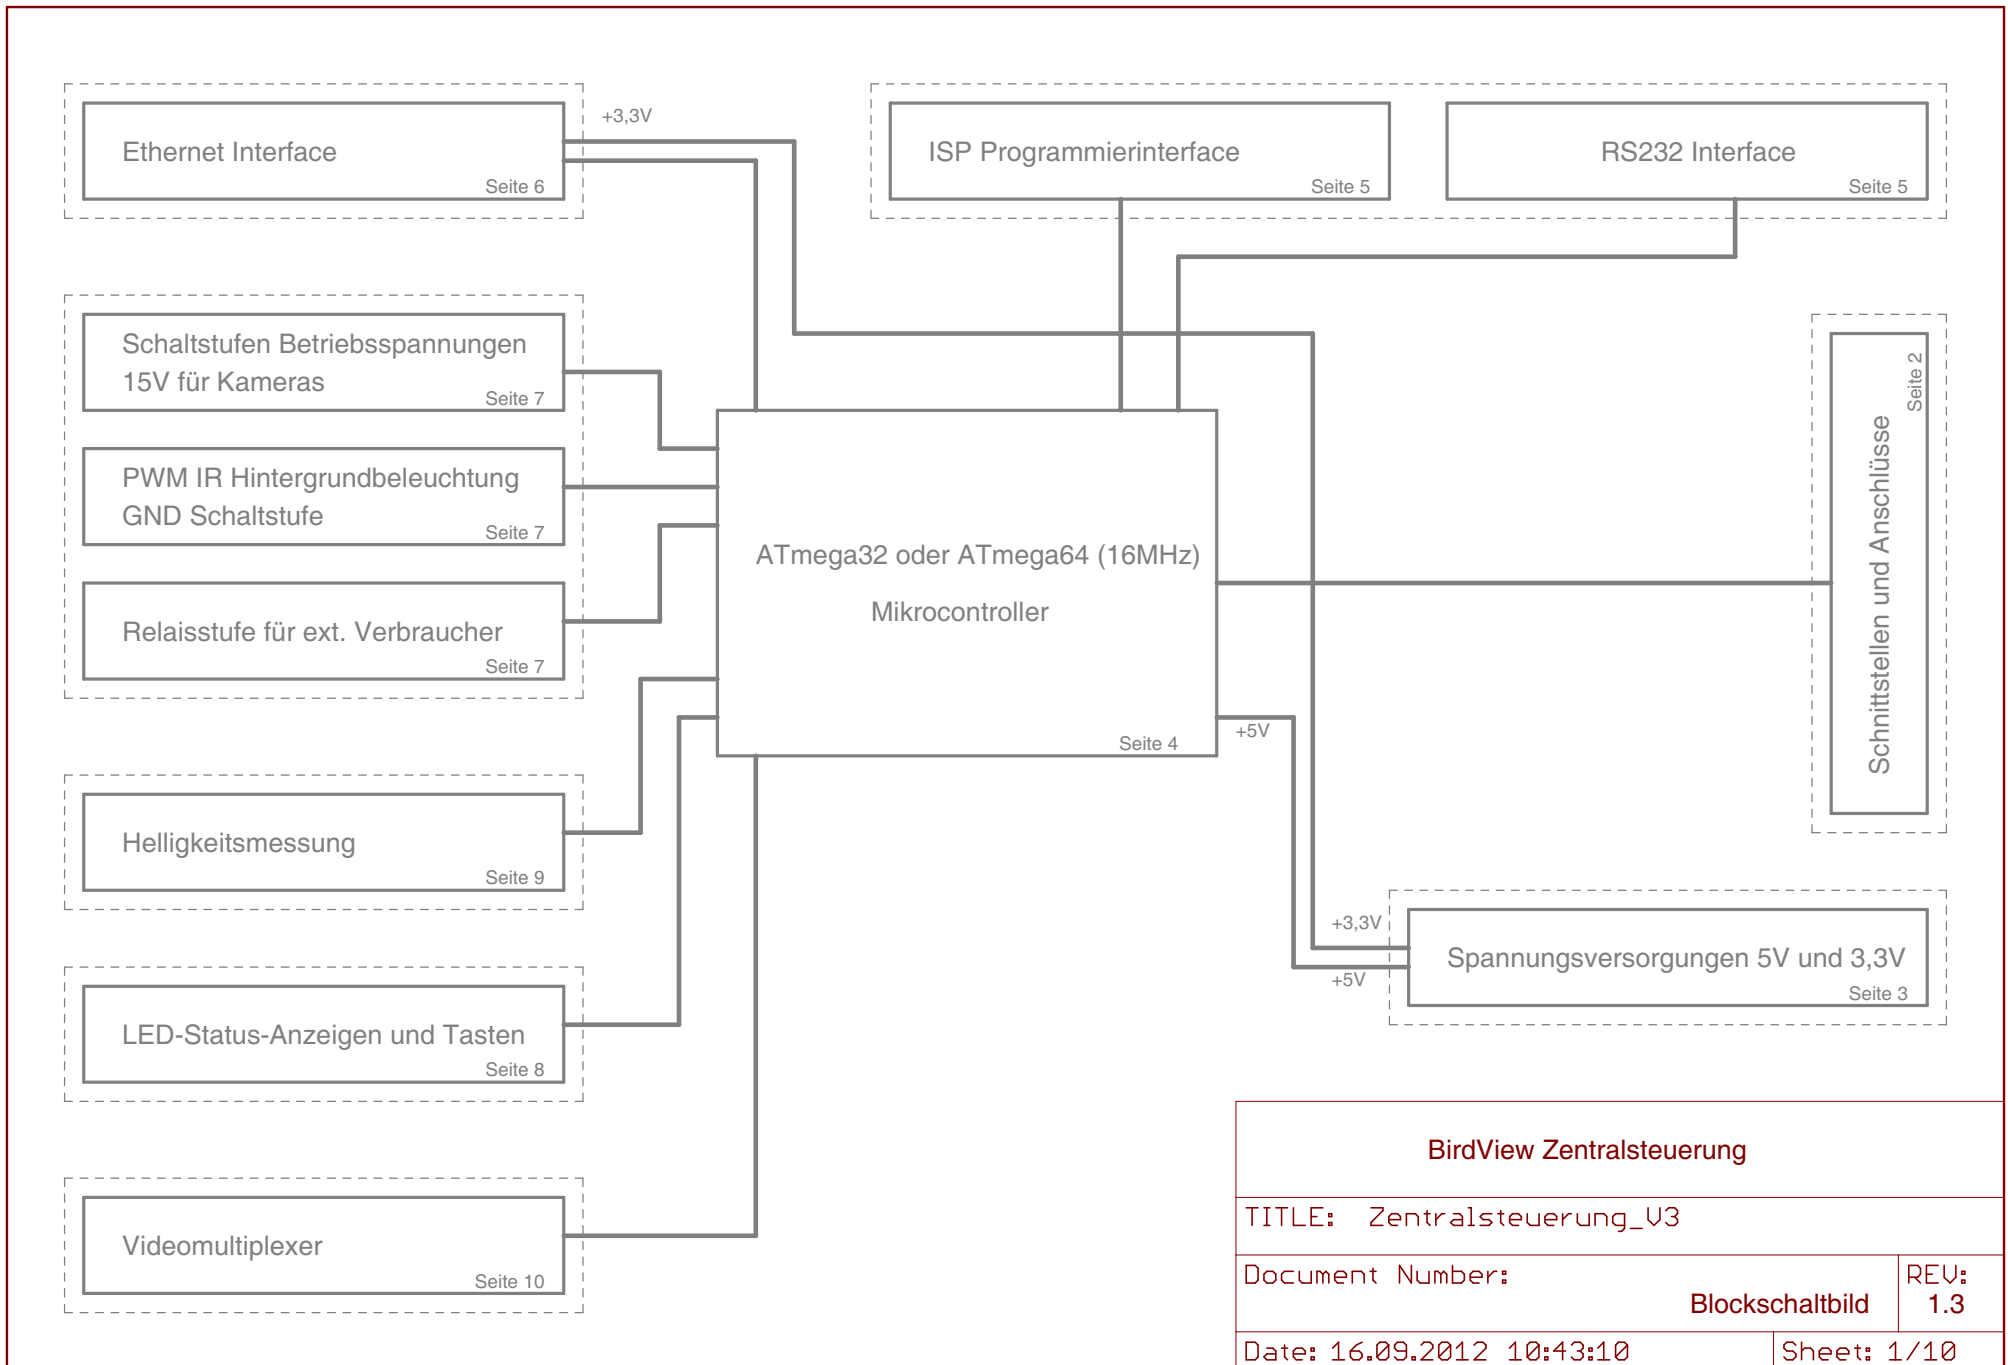 +3,3V
Ethernet Interface
Seite 6
ISP Programmierinterface
Seite 5
RS232 Interface
Seite 5
Schaltstufen Betriebsspannungen
15V für Kameras
Seite 7
PWM IR Hintergrundbeleuchtung
GND Schaltstufe
Seite 7
Relaisstufe für ext. Verbraucher
Seite 7
ATmega32 oder ATmega64 (16MHz)
Mikrocontroller
Seite 4
+5V
Seite 2
Schnittstellen und Anschlüsse
Helligkeitsmessung
Seite 9
+3,3V
+5V
Spannungsversorgungen 5V und 3,3V
Seite 3
LED-Status-Anzeigen und Tasten
Seite 8
Videomultiplexer
Seite 10
BirdView Zentralsteuerung
TITLE: Zentralsteuerung_V3
Document Number:
Blockschaltbild
REV:
1.3
Date: 16.09.2012 10:43:10
Sheet: 1/10